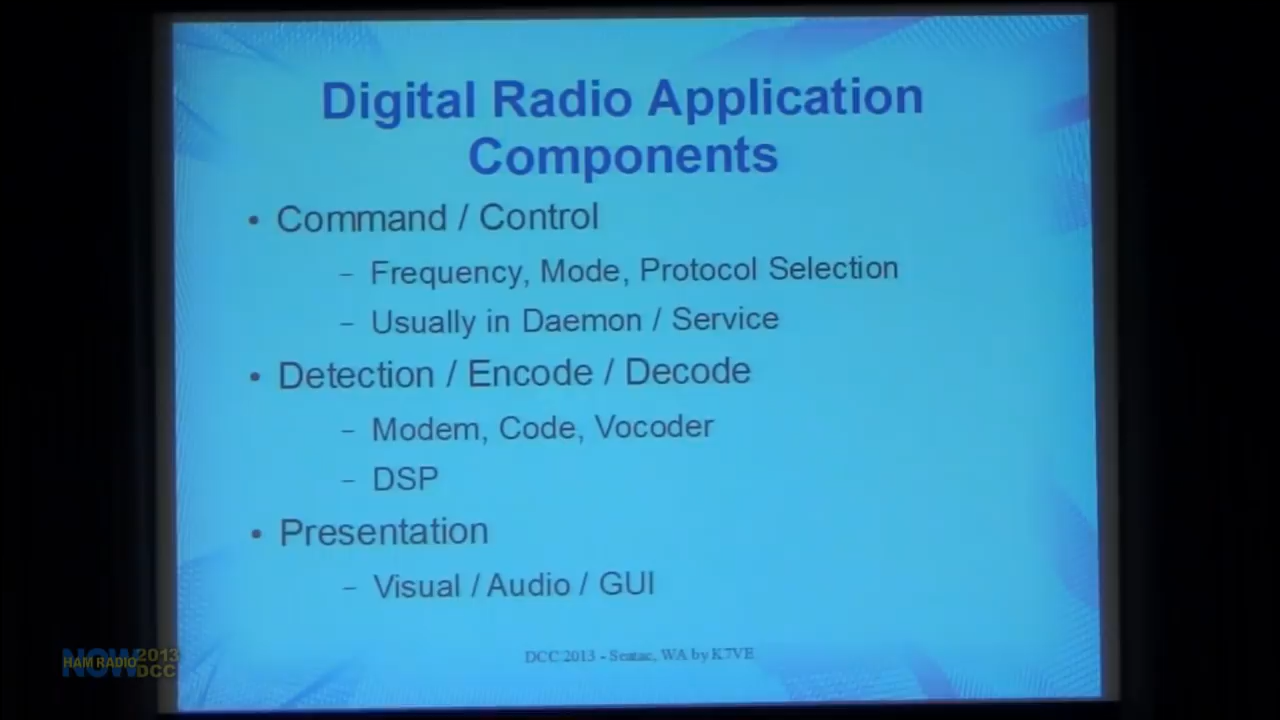 Digital Radio Application
Components
• Command / Control
– Frequency, Mode, Protocol Selection
– Usually in Daemon / Service
• Detection / Encode / Decode
– Modem, Code, Vocoder
– DSP
• Presentation
– Visual / Audio / GUI
DCC 2013 - Seatac, WA by K7VE
HAM RADIO NOW 2013 DCC